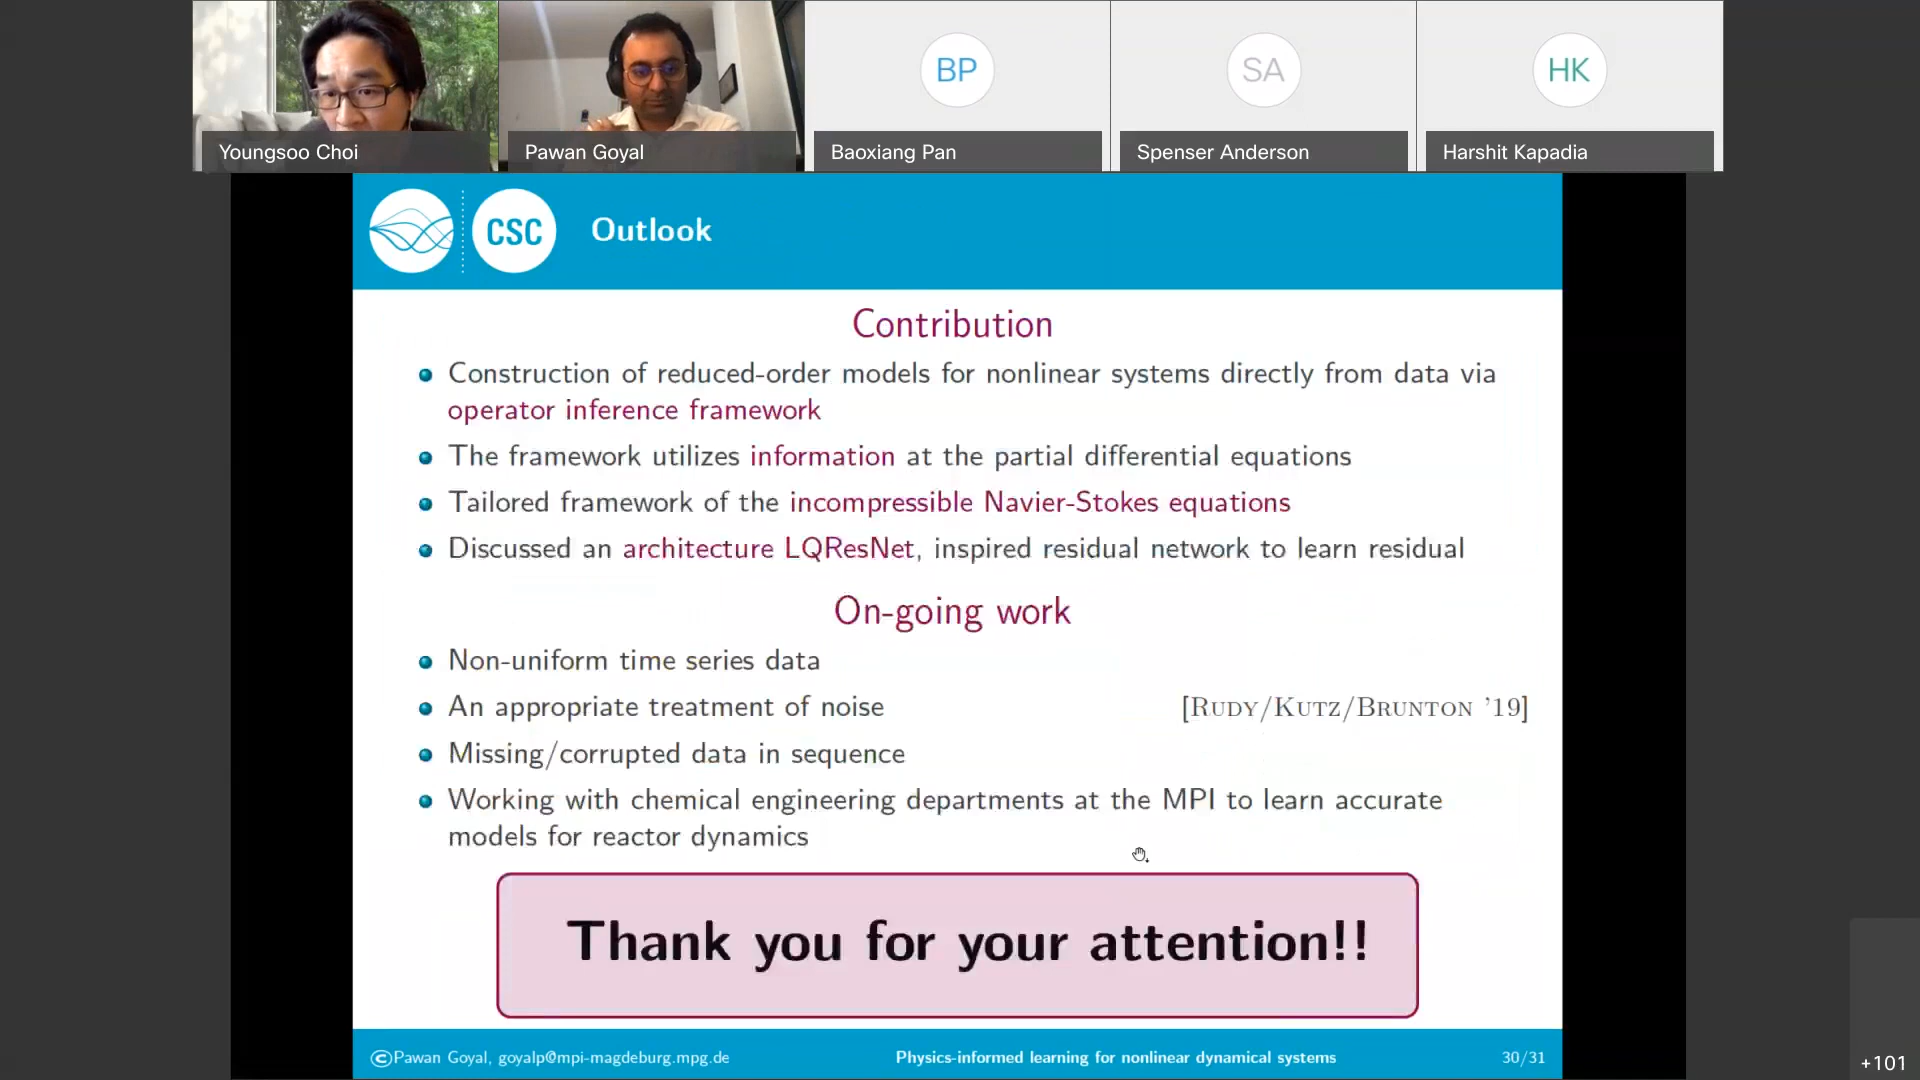 BP
SA
HK
Youngsoo Choi
Pawan Goyal
Baoxiang Pan
Spenser Anderson
Harshit Kapadia
CSC
Outlook
Contribution
Construction of reduced-order models for nonlinear systems directly from data via
operator inference framework
The framework utilizes information at the partial differential equations
Tailored framework of the incompressible Navier-Stokes equations
Discussed an architecture LQResNet, inspired residual network to learn residual
On-going work
Non-uniform time series data
An appropriate treatment of noise [Rudy/Kutz/Brunton '19]
Missing/corrupted data in sequence
Working with chemical engineering departments at the MPI to learn accurate
models for reactor dynamics
Thank you for your attention!!
©Pawan Goyal, goyalp@mpi-magdeburg.mpg.de Physics-informed learning for nonlinear dynamical systems 30/31
+101